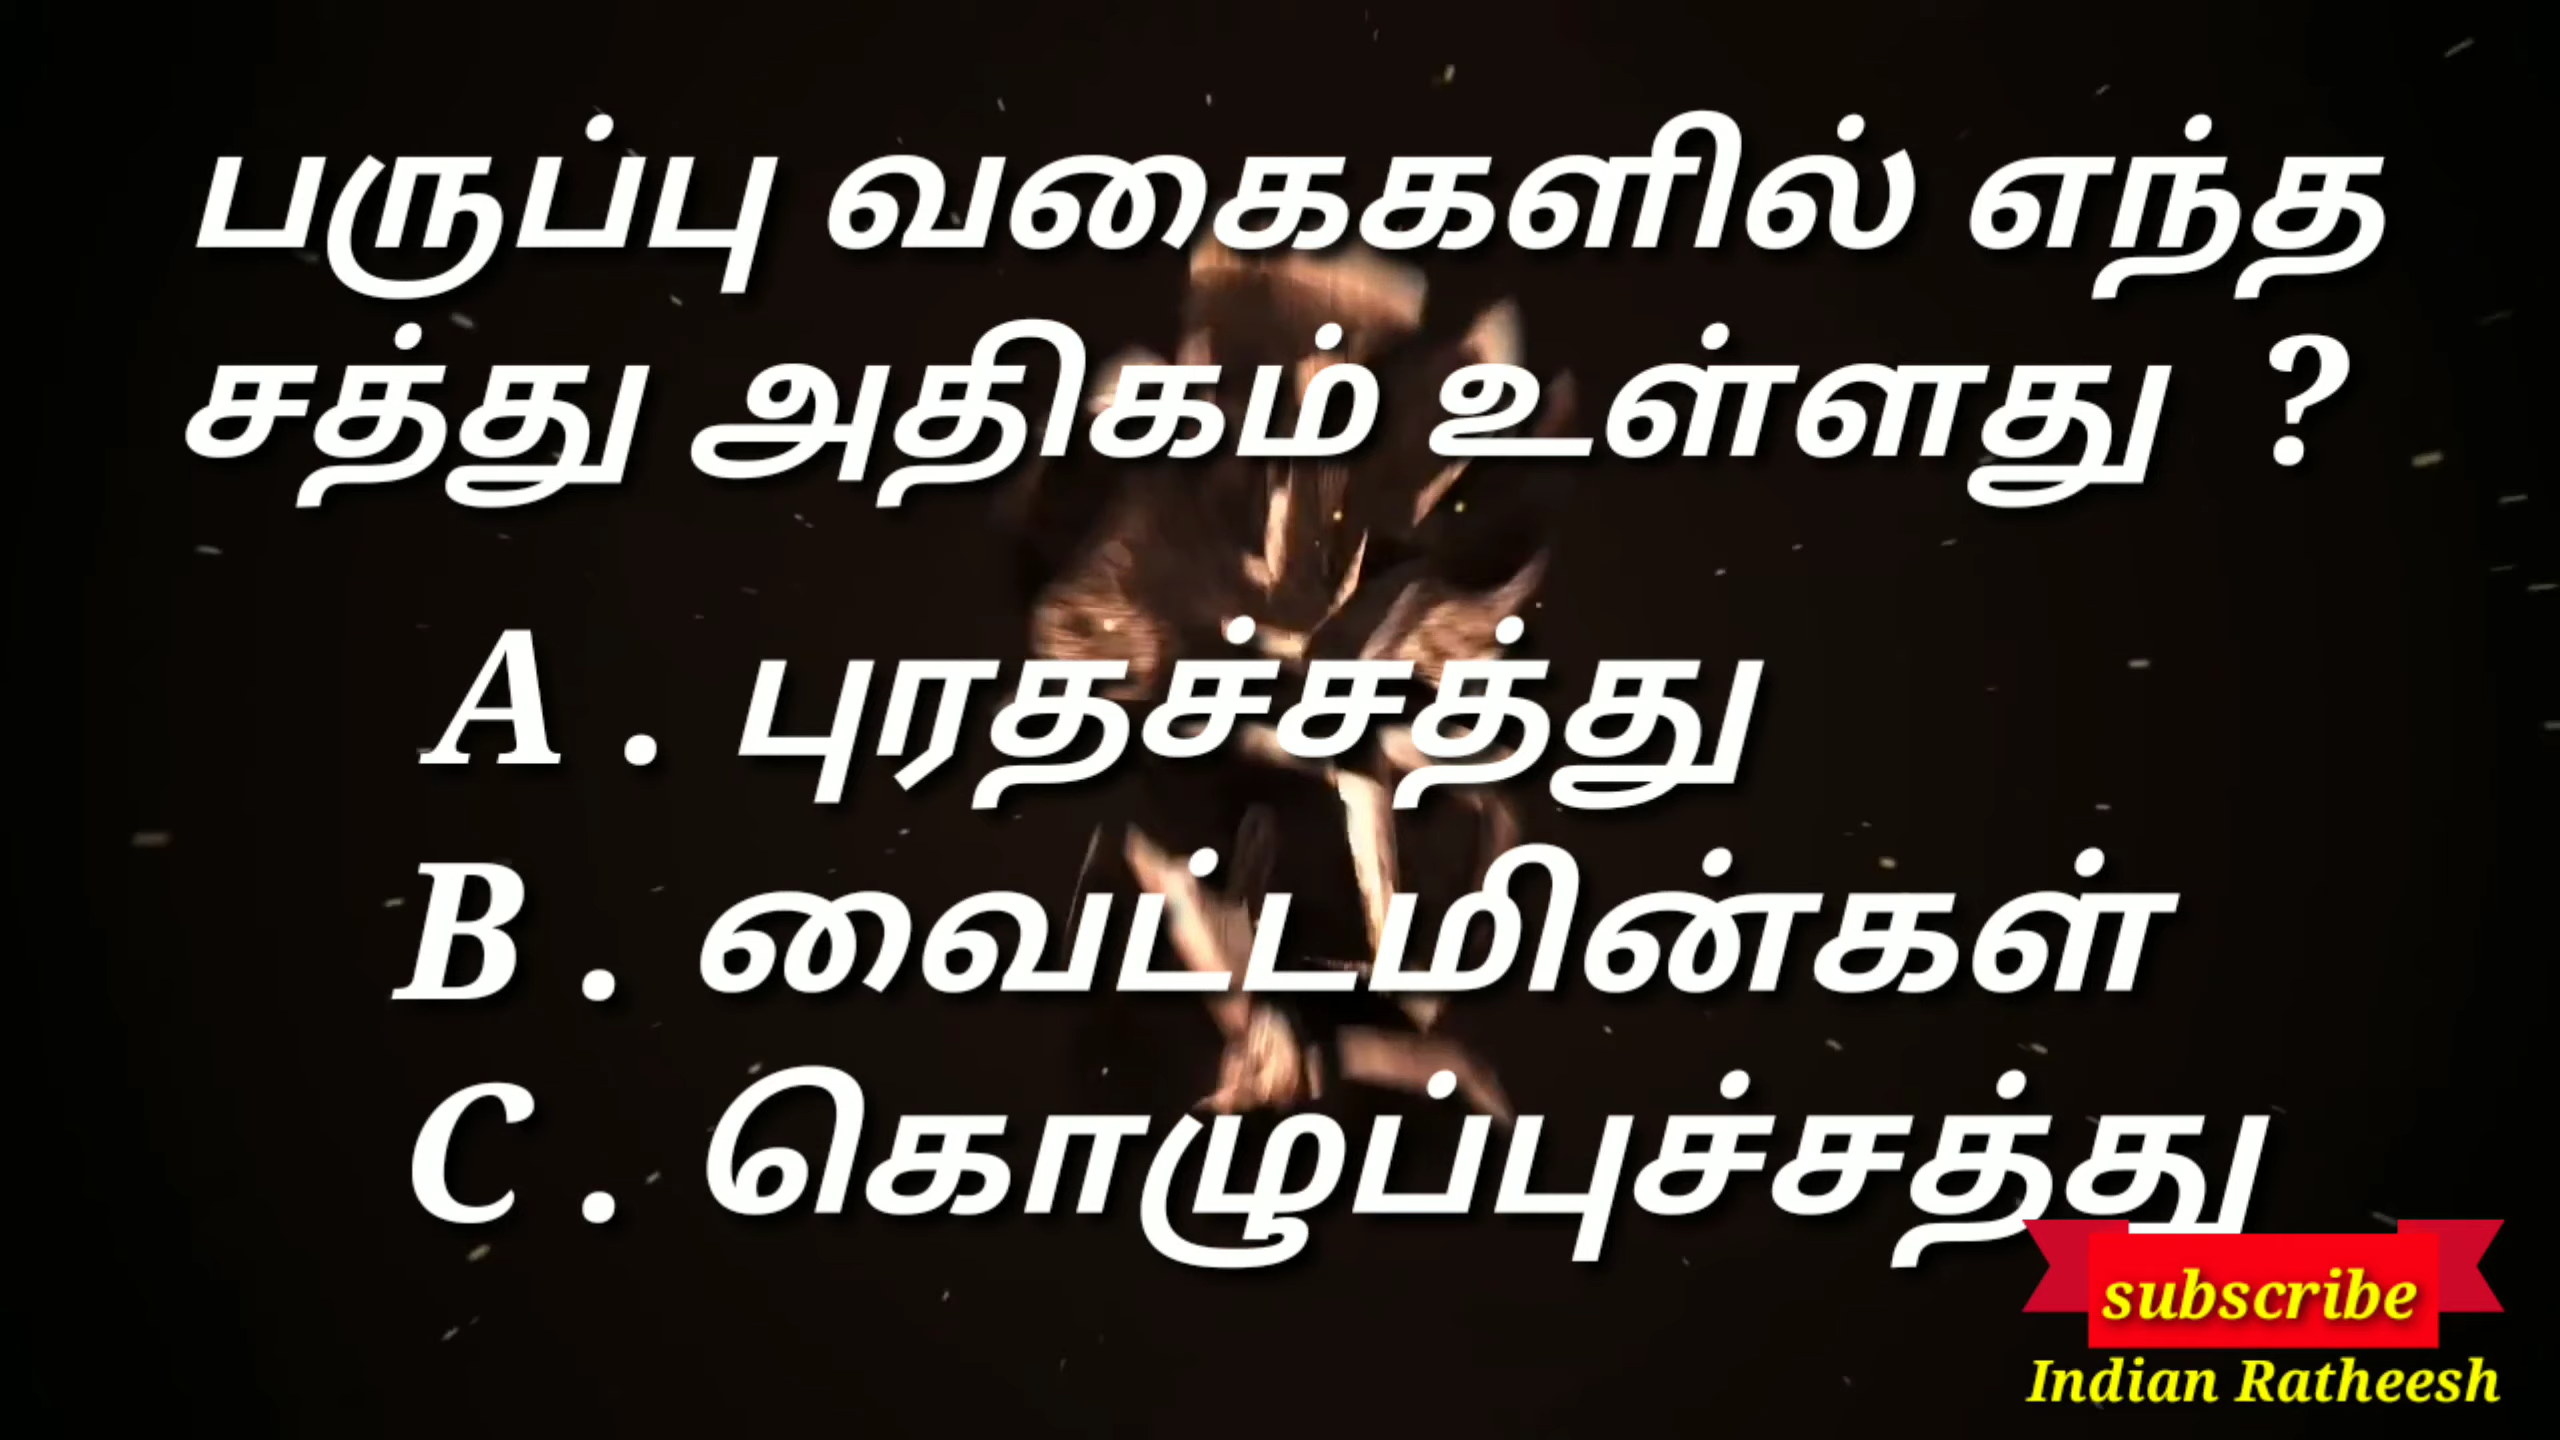 பருப்பு வகைகளில் எந்த
சத்து அதிகம் உள்ளது ?
A . புரதச்சத்து
B . வைட்டமின்கள்
C . கொழுப்புச்சத்து
subscribe
Indian Ratheesh